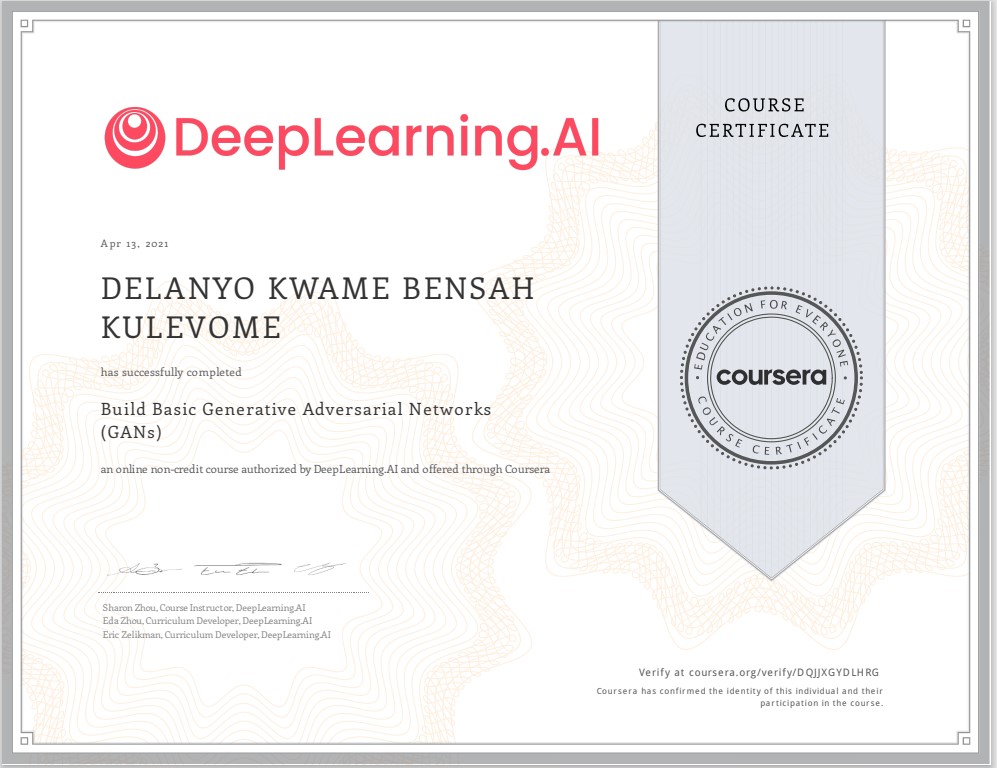 DeepLearning.AI
COURSE
CERTIFICATE
Apr 13, 2021
DELANYO KWAME BENSAH
KULEVOME
has successfully completed
Build Basic Generative Adversarial Networks
(GANs)
an online non-credit course authorized by DeepLearning.AI and offered through Coursera
EDUCATION FOR EVERYONE
coursera
COURSE CERTIFICATE
Sharon Zhou, Course Instructor, DeepLearning.AI
Eda Zhou, Curriculum Developer, DeepLearning.AI
Eric Zelikman, Curriculum Developer, DeepLearning.AI
Verify at coursera.org/verify/DQJJXGYDLHRG
Coursera has confirmed the identity of this individual and their
participation in the course.